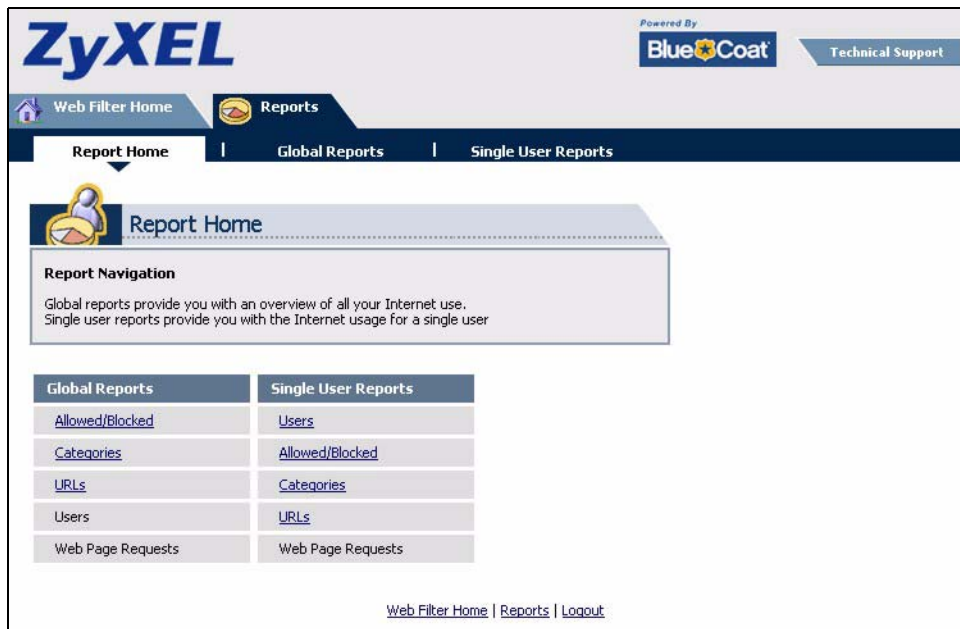 ZyXEL
Powered By
Blue Coat
Technical Support
Web Filter Home
Reports
Report Home | Global Reports | Single User Reports
Report Home
Report Navigation
Global reports provide you with an overview of all your Internet use.
Single user reports provide you with the Internet usage for a single user
Global Reports Single User Reports
Allowed/Blocked Users
Categories Allowed/Blocked
URLs Categories
Users URLs
Web Page Requests Web Page Requests
Web Filter Home | Reports | Logout